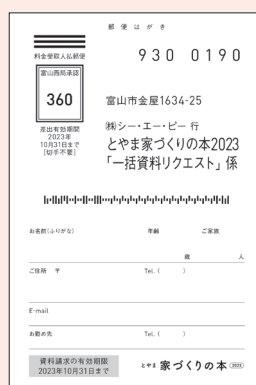 郵便はがき
料金受取人払郵便
930 0190
富山西局承認
360
差出有効期間
2023年
10月31日まで
[切手不要]
富山市金屋1634-25
㈱シー・エー・ピー 行
とやま家づくりの本2023
「一括資料リクエスト」係
お名前(ふりがな) 年齢 ご家族
歳 人
ご住所 〒 Tel. ( )
E-mail
お勤め先 Tel. ( )
資料請求の有効期限
2023年10月31日まで
とやま 家づくりの本 2023